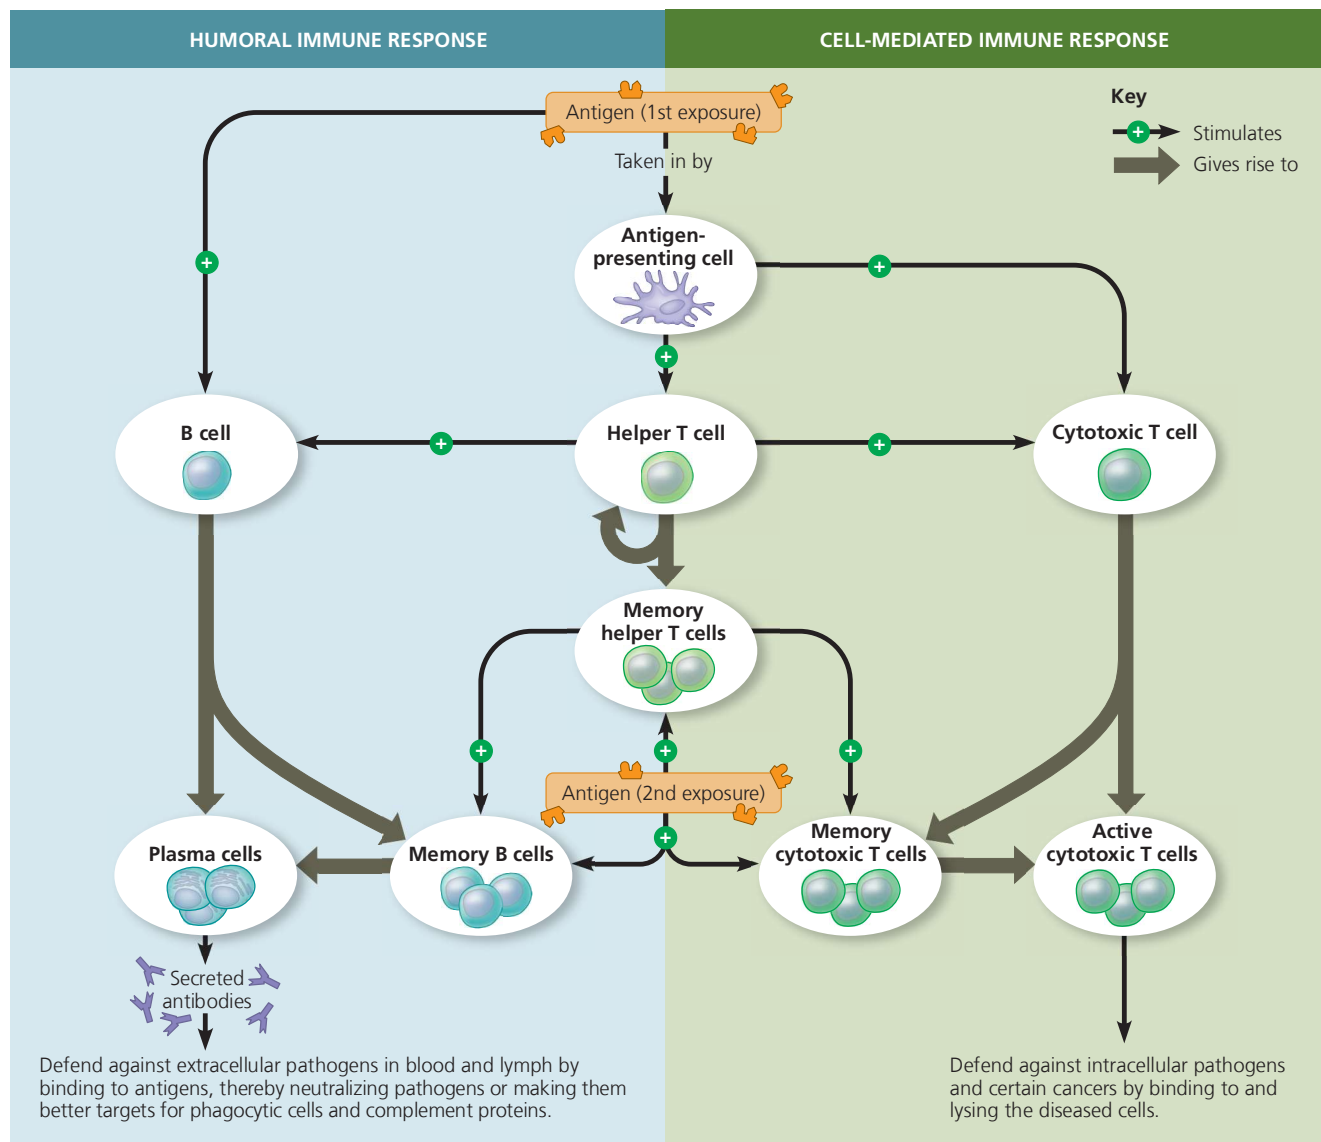 HUMORAL IMMUNE RESPONSE
CELL-MEDIATED IMMUNE RESPONSE
Antigen (1st exposure)
Taken in by
Key
+
Stimulates
Gives rise to
Antigen-
presenting cell
+
+
+
B cell
Helper T cell
Cytotoxic T cell
+
+
Memory
helper T cells
+
+
+
Antigen (2nd exposure)
+
Plasma cells
Memory B cells
Memory
cytotoxic T cells
Active
cytotoxic T cells
Secreted
antibodies
Defend against extracellular pathogens in blood and lymph by
binding to antigens, thereby neutralizing pathogens or making them
better targets for phagocytic cells and complement proteins.
Defend against intracellular pathogens
and certain cancers by binding to and
lysing the diseased cells.